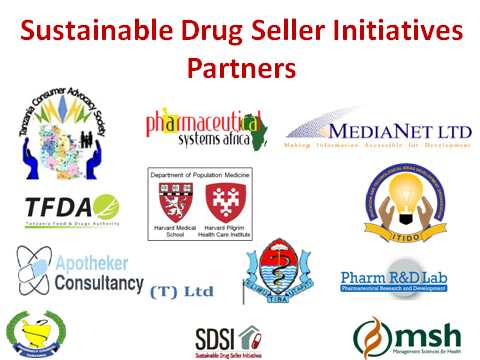 Sustainable Drug Seller Initiatives
Partners
Tanzania Consumer Advocacy Society
pharmaceutical
systems africa
MEDIANET LTD
Making Information Accessible for Development
TFDA
Tanzania Food & Drugs Authority
Department of Population Medicine
Harvard Medical
School
Harvard Pilgrim
Health Care Institute
ITIDO
Apotheker
Consultancy (T) Ltd
ELIMU
TIBA
Pharm R&D Lab
Pharmaceutical Research and Development
SDSI
Sustainable Drug Seller Initiatives
msh
Management Sciences for Health